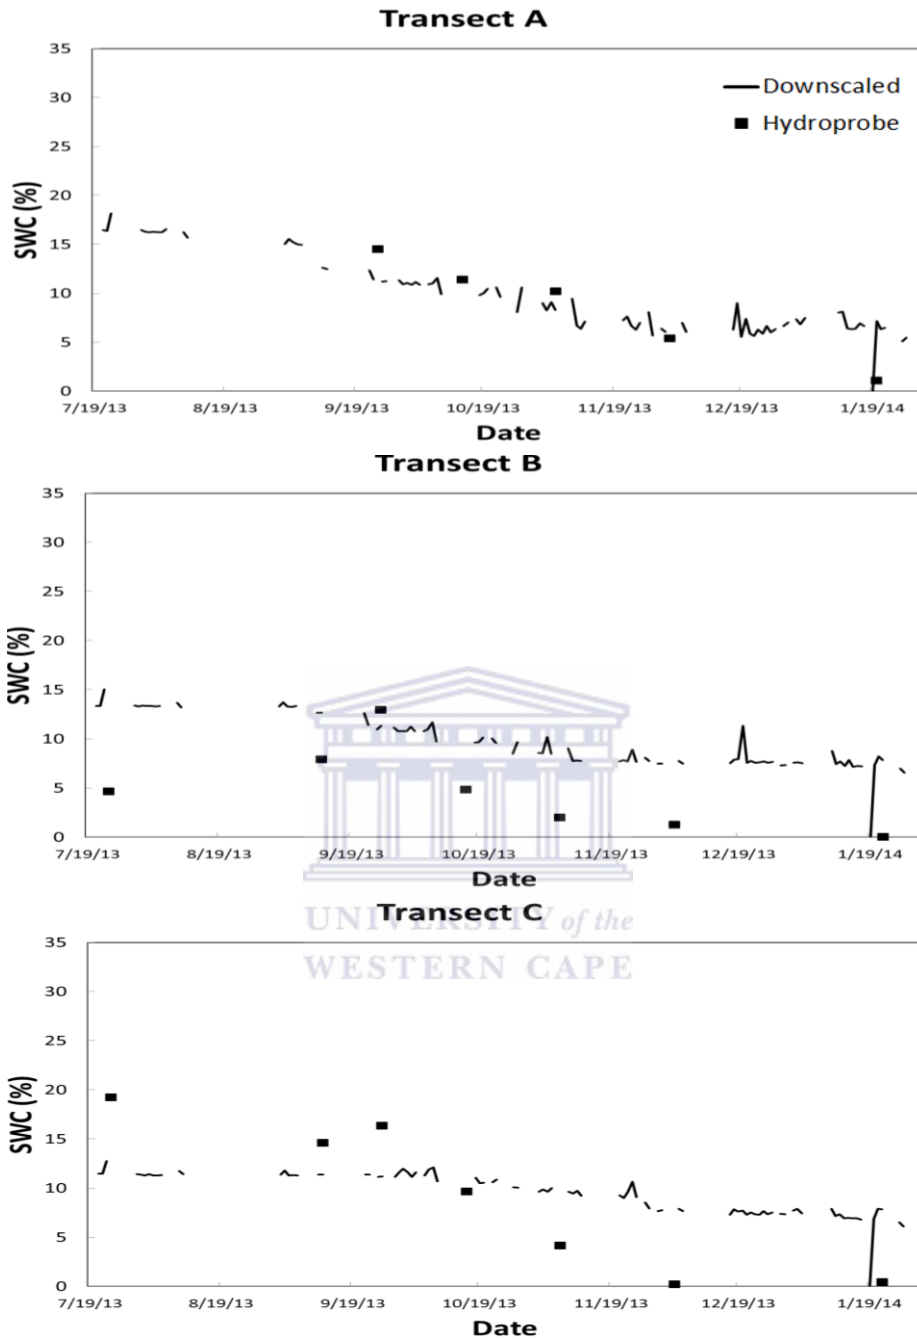 Transect A
35
30
25
20
15
10
5
0
SWC (%)
Downscaled
Hydroprobe
7/19/13 8/19/13 9/19/13 10/19/13 11/19/13 12/19/13 1/19/14
Date
Transect B
35
30
25
20
15
10
5
0
SWC (%)
7/19/13 8/19/13 9/19/13 10/19/13 11/19/13 12/19/13 1/19/14
Date
UNIVERSITY of the
WESTERN CAPE
Transect C
35
30
25
20
15
10
5
0
SWC (%)
7/19/13 8/19/13 9/19/13 10/19/13 11/19/13 12/19/13 1/19/14
Date